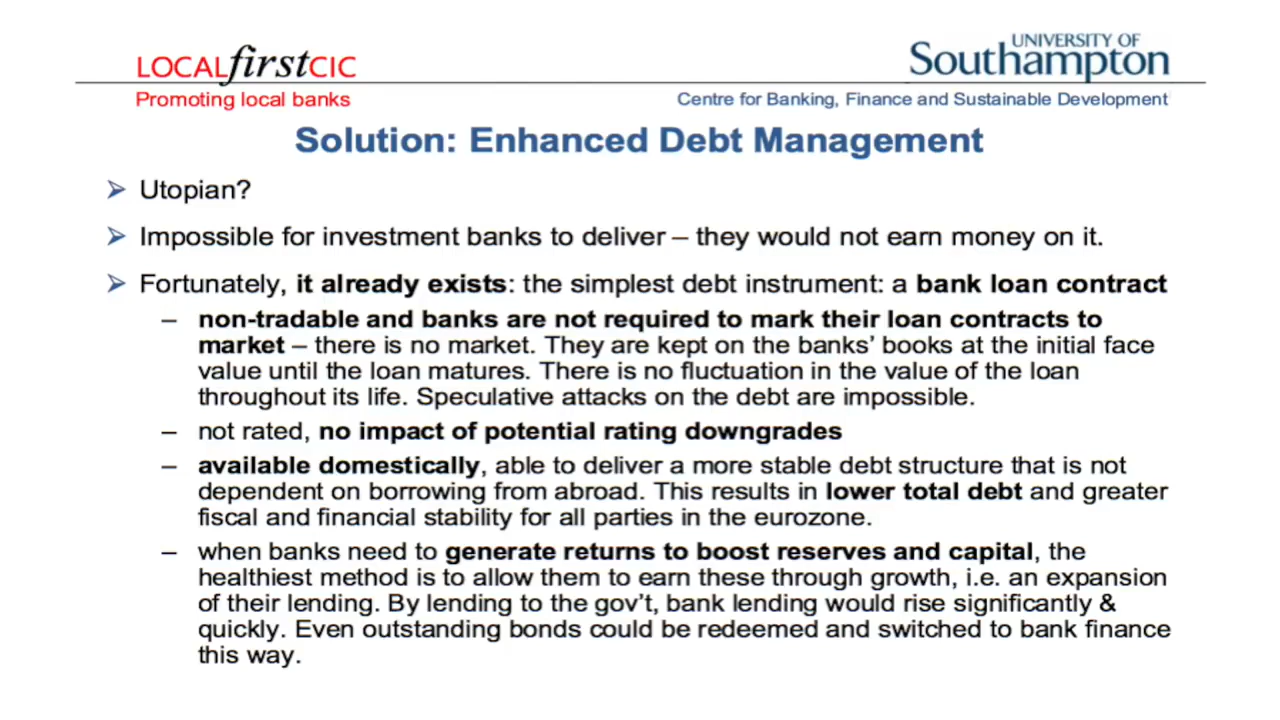 LOCALfirstCIC
Promoting local banks
UNIVERSITY OF
Southampton
Centre for Banking, Finance and Sustainable Development
Solution: Enhanced Debt Management
➢ Utopian?
➢ Impossible for investment banks to deliver – they would not earn money on it.
➢ Fortunately, it already exists: the simplest debt instrument: a bank loan contract
– non-tradable and banks are not required to mark their loan contracts to
market – there is no market. They are kept on the banks’ books at the initial face
value until the loan matures. There is no fluctuation in the value of the loan
throughout its life. Speculative attacks on the debt are impossible.
– not rated, no impact of potential rating downgrades
– available domestically, able to deliver a more stable debt structure that is not
dependent on borrowing from abroad. This results in lower total debt and greater
fiscal and financial stability for all parties in the eurozone.
– when banks need to generate returns to boost reserves and capital, the
healthiest method is to allow them to earn these through growth, i.e. an expansion
of their lending. By lending to the gov’t, bank lending would rise significantly &
quickly. Even outstanding bonds could be redeemed and switched to bank finance
this way.